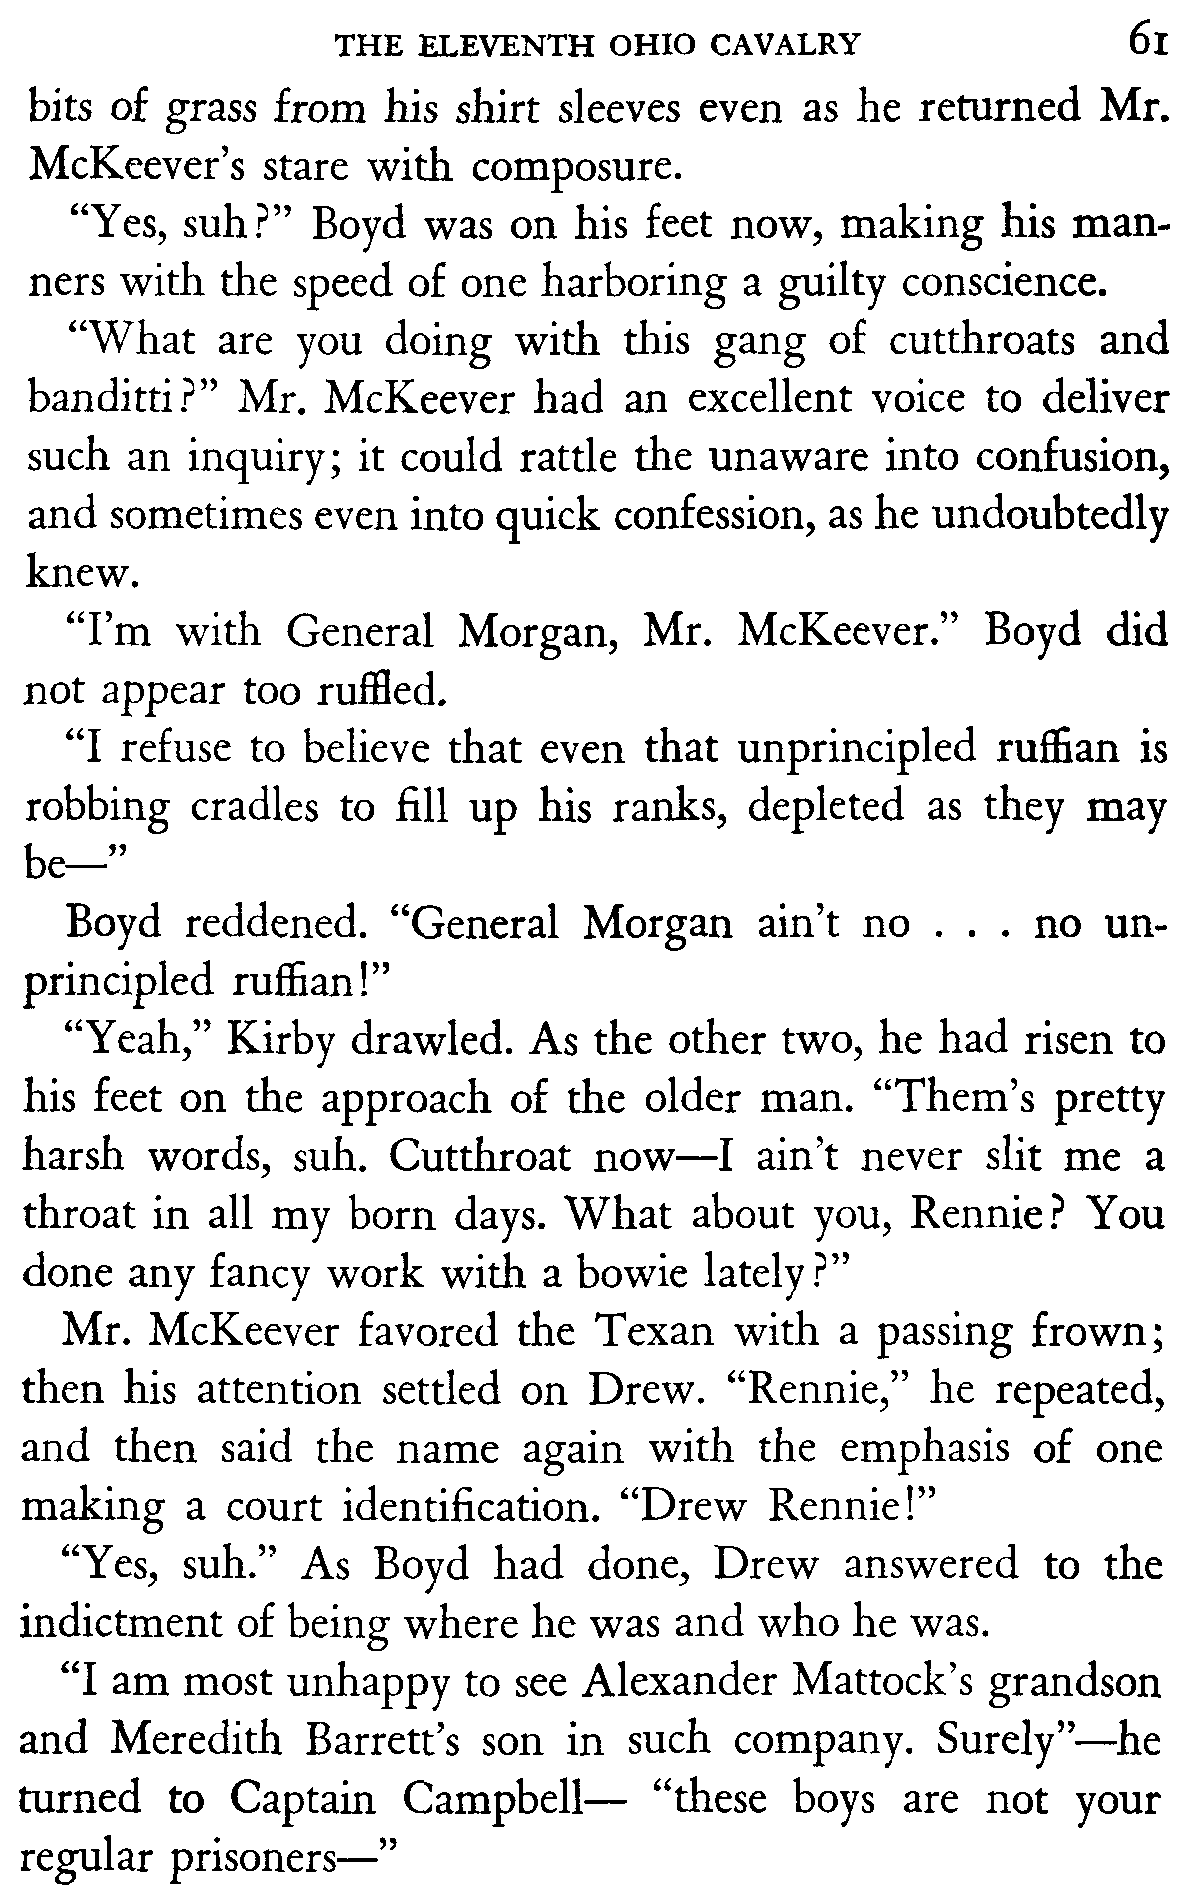 THE ELEVENTH OHIO CAVALRY 61
bits of grass from his shirt sleeves even as he returned Mr.
McKeever's stare with composure.
“Yes, suh?” Boyd was on his feet now, making his man-
ners with the speed of one harboring a guilty conscience.
“What are you doing with this gang of cutthroats and
banditti?” Mr. McKeever had an excellent voice to deliver
such an inquiry; it could rattle the unaware into confusion,
and sometimes even into quick confession, as he undoubtedly
knew.
“I'm with General Morgan, Mr. McKeever.” Boyd did
not appear too ruffled.
“I refuse to believe that even that unprincipled ruffian is
robbing cradles to fill up his ranks, depleted as they may
be—”
Boyd reddened. “General Morgan ain't no . . . no un-
principled ruffian!”
“Yeah,” Kirby drawled. As the other two, he had risen to
his feet on the approach of the older man. “Them's pretty
harsh words, suh. Cutthroat now—I ain't never slit me a
throat in all my born days. What about you, Rennie? You
done any fancy work with a bowie lately?”
Mr. McKeever favored the Texan with a passing frown;
then his attention settled on Drew. “Rennie,” he repeated,
and then said the name again with the emphasis of one
making a court identification. “Drew Rennie!”
“Yes, suh.” As Boyd had done, Drew answered to the
indictment of being where he was and who he was.
“I am most unhappy to see Alexander Mattock's grandson
and Meredith Barrett's son in such company. Surely”—he
turned to Captain Campbell— “these boys are not your
regular prisoners—”